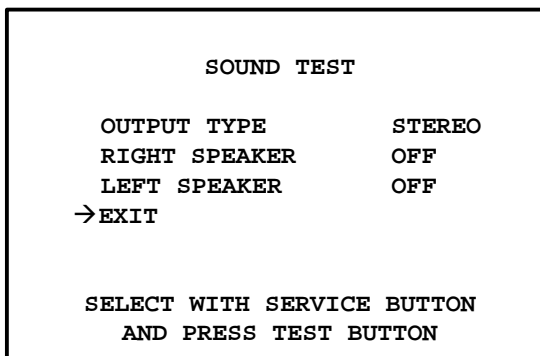 SOUND TEST
OUTPUT TYPE STEREO
RIGHT SPEAKER OFF
LEFT SPEAKER OFF
→EXIT
SELECT WITH SERVICE BUTTON
AND PRESS TEST BUTTON